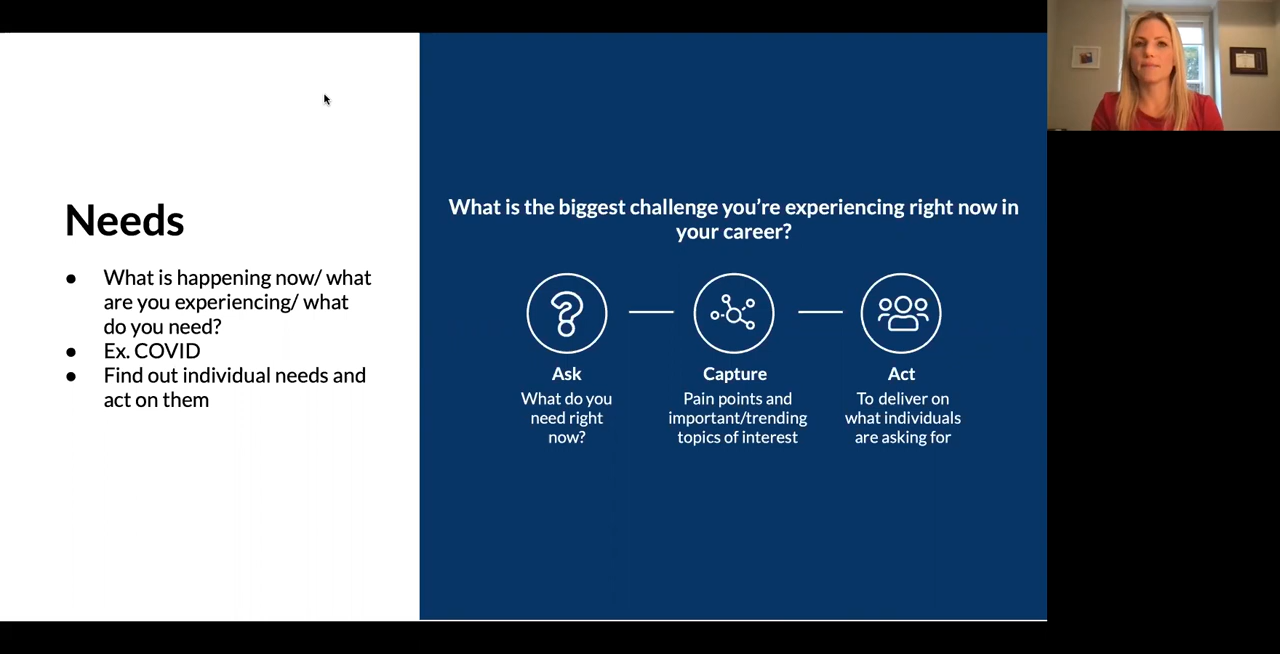 Needs
● What is happening now/ what
are you experiencing/ what
do you need?
● Ex. COVID
● Find out individual needs and
act on them
What is the biggest challenge you’re experiencing right now in
your career?
Ask
What do you
need right
now?
Capture
Pain points and
important/trending
topics of interest
Act
To deliver on
what individuals
are asking for